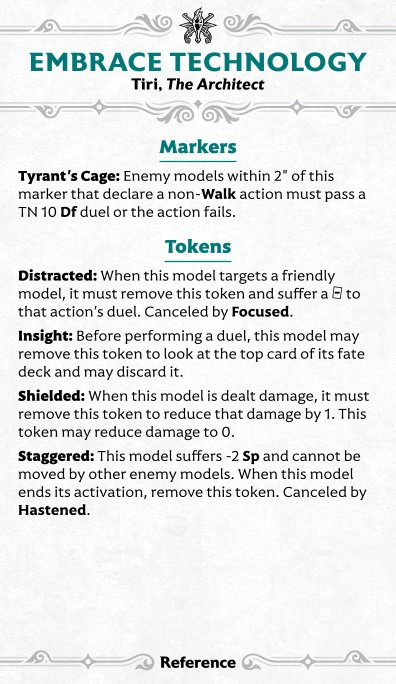 EMBRACE TECHNOLOGY
Tiri, The Architect
Markers
Tyrant's Cage: Enemy models within 2" of this
marker that declare a non-Walk action must pass a
TN 10 Df duel or the action fails.
Tokens
Distracted: When this model targets a friendly
model, it must remove this token and suffer a to
that action's duel. Canceled by Focused.
Insight: Before performing a duel, this model may
remove this token to look at the top card of its fate
deck and may discard it.
Shielded: When this model is dealt damage, it must
remove this token to reduce that damage by 1. This
token may reduce damage to 0.
Staggered: This model suffers -2 Sp and cannot be
moved by other enemy models. When this model
ends its activation, remove this token. Canceled by
Hastened.
Reference